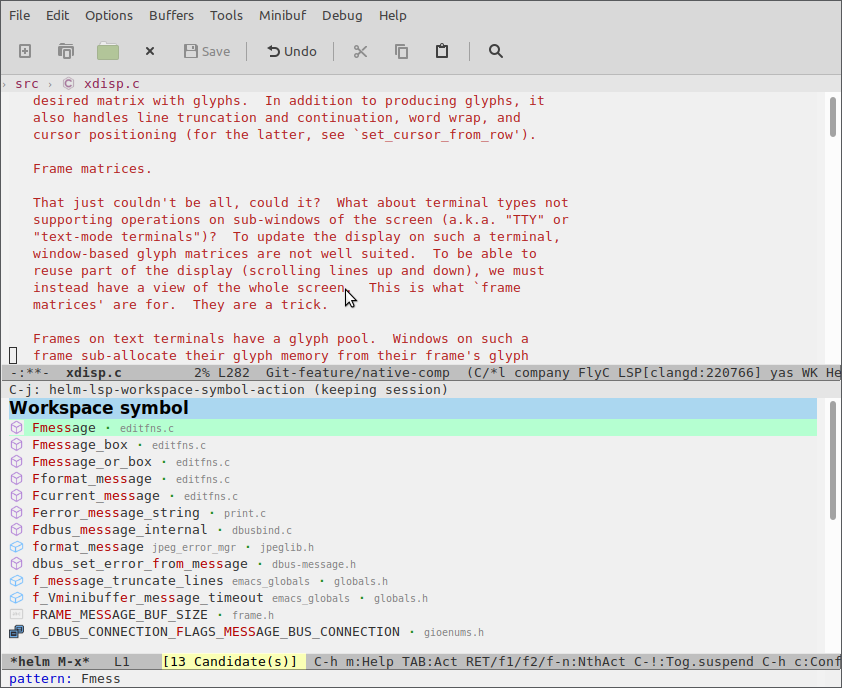 File Edit Options Buffers Tools Minibuf Debug Help
Save Undo
› src › C xdisp.c
desired matrix with glyphs.  In addition to producing glyphs, it
also handles line truncation and continuation, word wrap, and
cursor positioning (for the latter, see `set_cursor_from_row').
Frame matrices.
That just couldn't be all, could it?  What about terminal types not
supporting operations on sub-windows of the screen (a.k.a. "TTY" or
"text-mode terminals")?  To update the display on such a terminal,
window-based glyph matrices are not well suited.  To be able to
reuse part of the display (scrolling lines up and down), we must
instead have a view of the whole screen.  This is what `frame
matrices' are for.  They are a trick.
Frames on text terminals have a glyph pool.  Windows on such a
frame sub-allocate their glyph memory from their frame's glyph
-:**-  xdisp.c         2% L282  Git-feature/native-comp  (C/*l company FlyC LSP[clangd:220766] yas WK He
C-j: helm-lsp-workspace-symbol-action (keeping session)
Workspace symbol
Fmessage · editfns.c
Fmessage_box · editfns.c
Fmessage_or_box · editfns.c
Fformat_message · editfns.c
Fcurrent_message · editfns.c
Ferror_message_string · print.c
Fdbus_message_internal · dbusbind.c
format_message jpeg_error_mgr · jpeglib.h
dbus_set_error_from_message · dbus-message.h
f_message_truncate_lines emacs_globals · globals.h
f_Vminibuffer_message_timeout emacs_globals · globals.h
FRAME_MESSAGE_BUF_SIZE · frame.h
G_DBUS_CONNECTION_FLAGS_MESSAGE_BUS_CONNECTION · gioenums.h
*helm M-x*   L1    [13 Candidate(s)]  C-h m:Help TAB:Act RET/f1/f2/f-n:NthAct C-!:Tog.suspend C-h c:Conf
pattern: Fmess